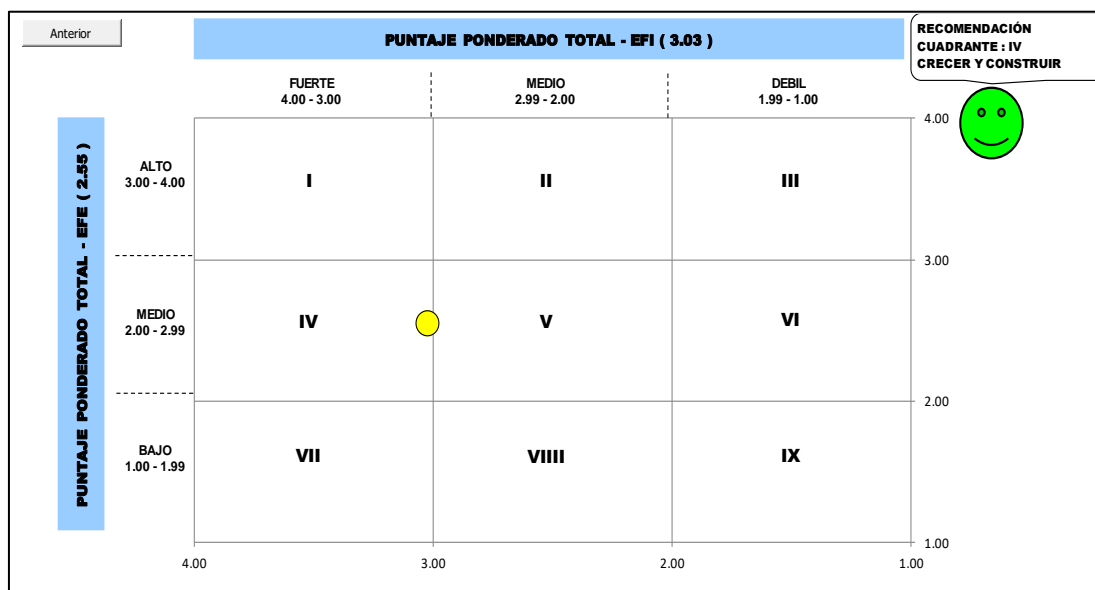 Anterior
PUNTAJE PONDERADO TOTAL - EFI ( 3.03 )
RECOMENDACIÓN
CUADRANTE : IV
CRECER Y CONSTRUIR
FUERTE
4.00 - 3.00
MEDIO
2.99 - 2.00
DEBIL
1.99 - 1.00
PUNTAJE PONDERADO TOTAL - EFE ( 2.55 )
4.00
ALTO
3.00 - 4.00
I
II
III
3.00
MEDIO
2.00 - 2.99
IV
V
VI
2.00
BAJO
1.00 - 1.99
VII
VIIII
IX
1.00
4.00
3.00
2.00
1.00